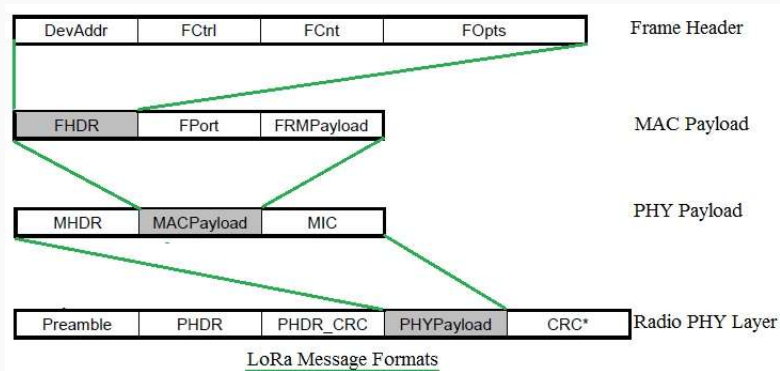 DevAddr FCtrl FCnt FOpts Frame Header
FHDR FPort FRMPayload MAC Payload
MHDR MACPayload MIC PHY Payload
Preamble PHDR PHDR_CRC PHYPayload CRC* Radio PHY Layer
LoRa Message Formats